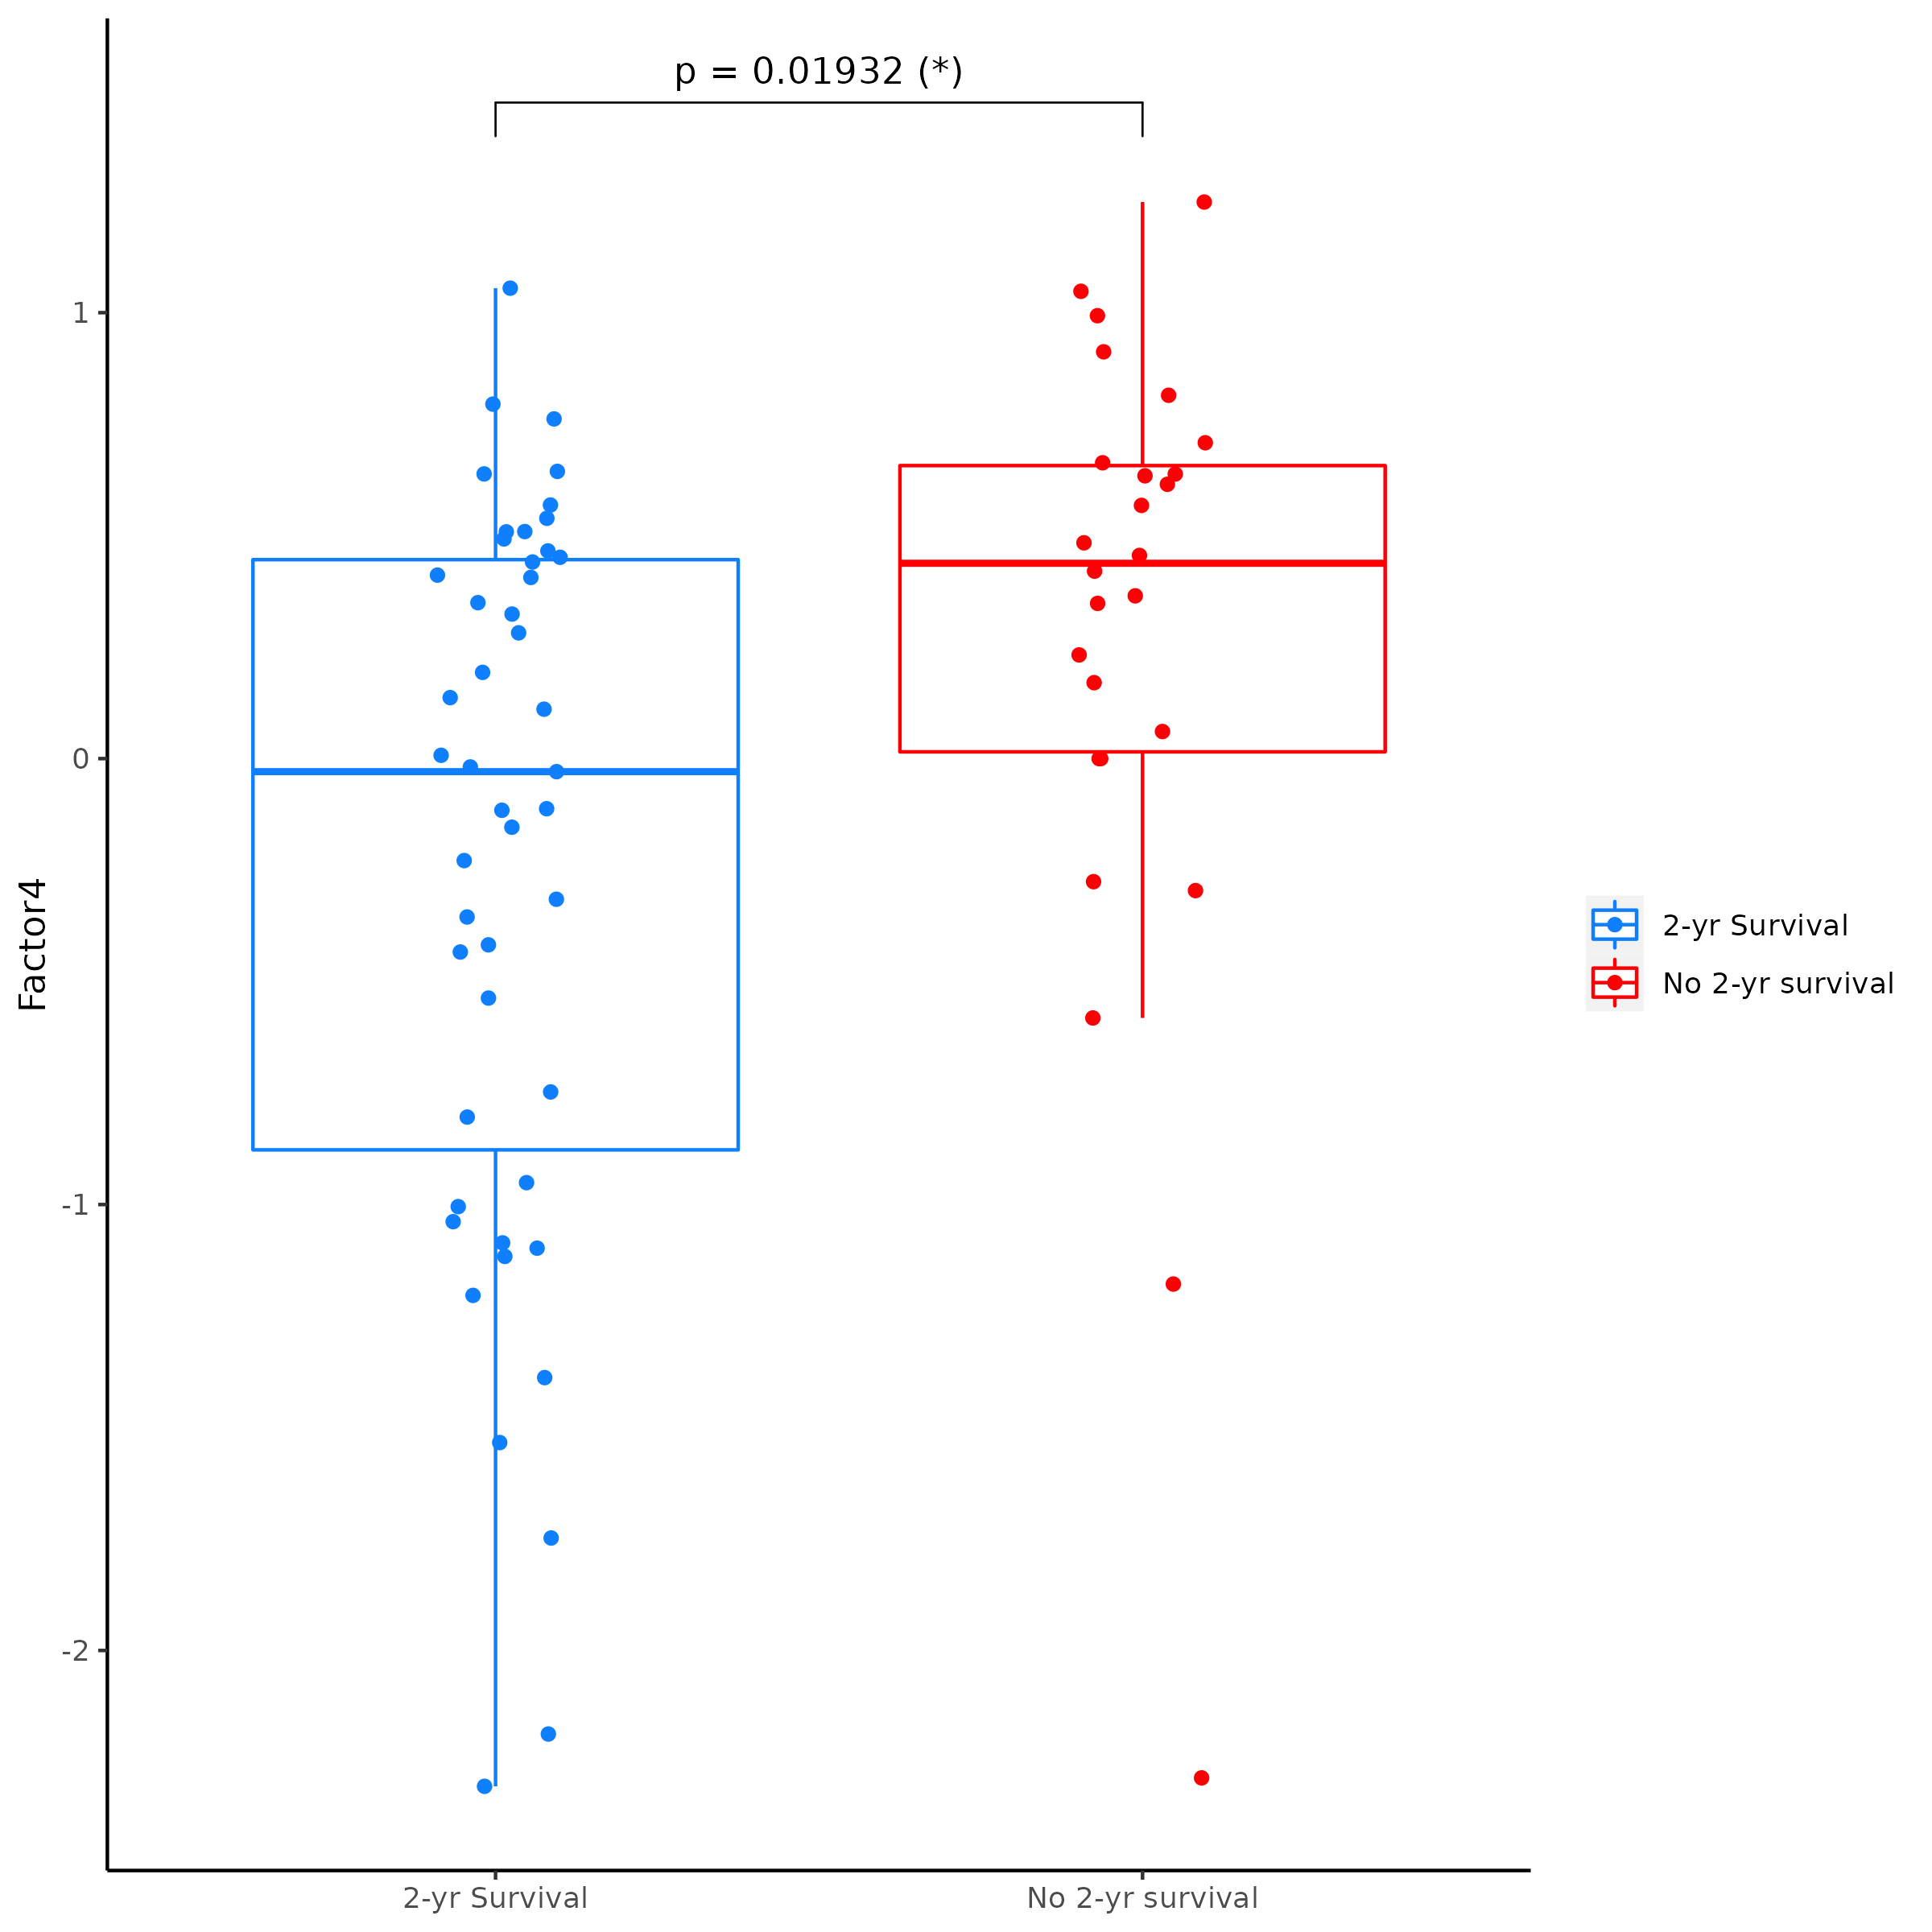 p = 0.01932 (*)
1
0
-1
-2
Factor4
2-yr Survival
No 2-yr survival
2-yr Survival
No 2-yr survival